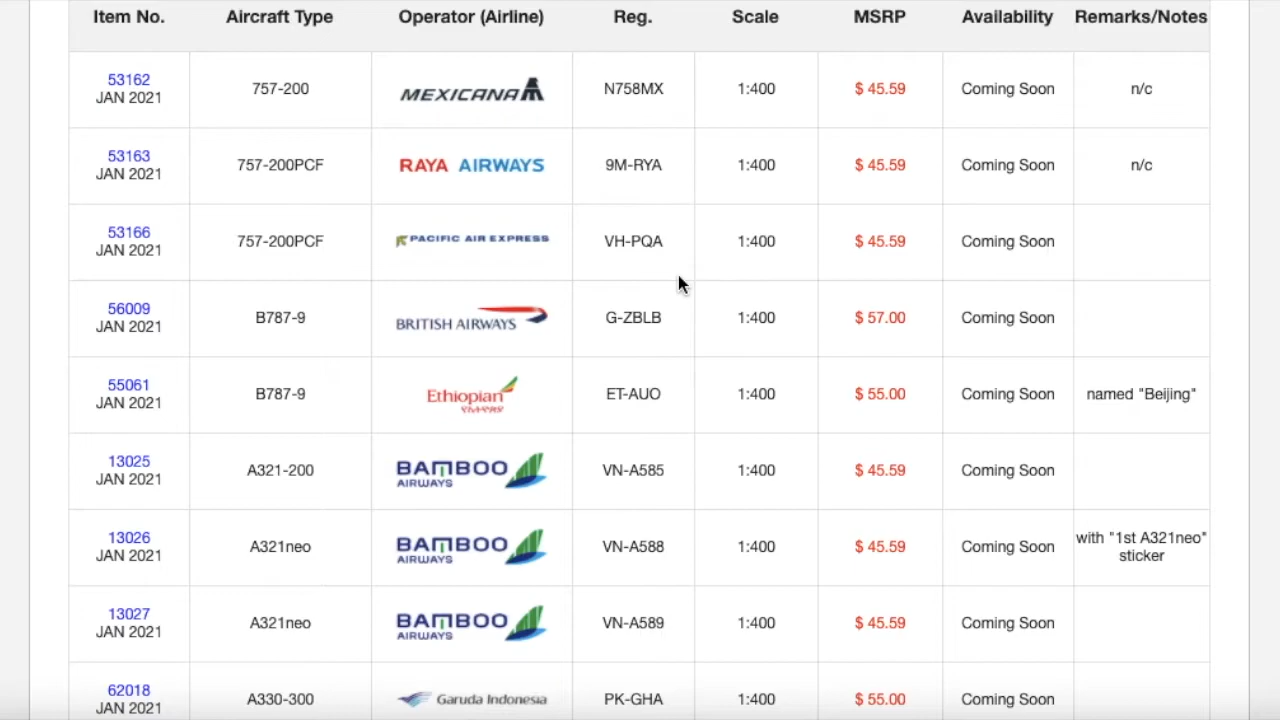 Item No. Aircraft Type Operator (Airline) Reg. Scale MSRP Availability Remarks/Notes
53162
JAN 2021 757-200 MEXICANA N758MX 1:400 $ 45.59 Coming Soon n/c
53163
JAN 2021 757-200PCF RAYA AIRWAYS 9M-RYA 1:400 $ 45.59 Coming Soon n/c
53166
JAN 2021 757-200PCF PACIFIC AIR EXPRESS VH-PQA 1:400 $ 45.59 Coming Soon
56009
JAN 2021 B787-9 BRITISH AIRWAYS G-ZBLB 1:400 $ 57.00 Coming Soon
55061
JAN 2021 B787-9 Ethiopian ET-AUO 1:400 $ 55.00 Coming Soon named "Beijing"
13025
JAN 2021 A321-200 BAMBOO AIRWAYS VN-A585 1:400 $ 45.59 Coming Soon
13026
JAN 2021 A321neo BAMBOO AIRWAYS VN-A588 1:400 $ 45.59 Coming Soon with "1st A321neo"
sticker
13027
JAN 2021 A321neo BAMBOO AIRWAYS VN-A589 1:400 $ 45.59 Coming Soon
62018
JAN 2021 A330-300 Garuda Indonesia PK-GHA 1:400 $ 55.00 Coming Soon